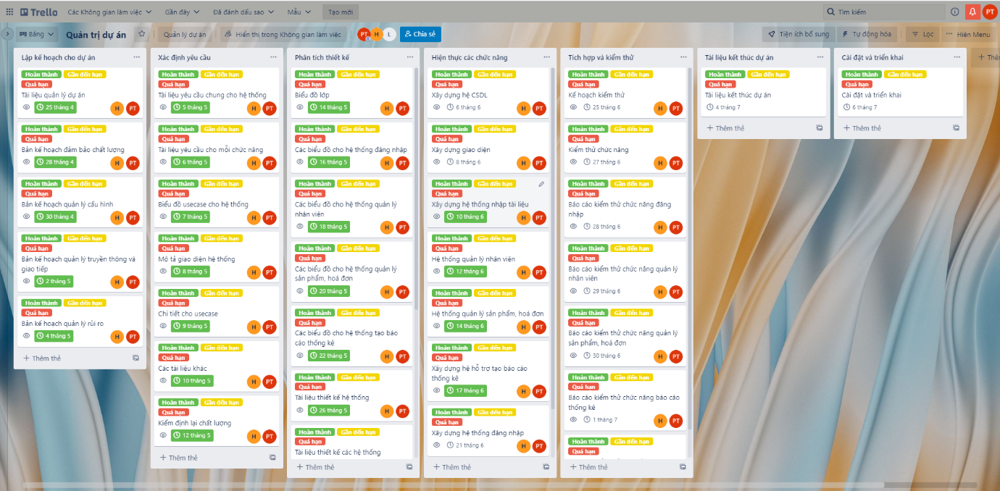 Trello
Các Không gian làm việc
Gần đây
Đã đánh dấu sao
Mẫu
Tạo mới
Tìm kiếm
PT
Bảng
Quản trị dự án
Quản lý dự án
Hiển thị trong Không gian làm việc
PT H L
Chia sẻ
Tiện ích bổ sung
Tự động hóa
Lọc
Hiện Menu
Lập kế hoạch cho dự án
Hoàn thành Gần đến hạn
Quá hạn
Tài liệu quản lý dự án
25 tháng 4 H PT
Hoàn thành Gần đến hạn
Quá hạn
Bản kế hoạch đảm bảo chất lượng
28 tháng 4 H PT
Hoàn thành Gần đến hạn
Quá hạn
Bản kế hoạch quản lý cấu hình
30 tháng 4 H PT
Hoàn thành Gần đến hạn
Quá hạn
Bản kế hoạch quản lý truyền thông và
giao tiếp
2 tháng 5 H PT
Hoàn thành Gần đến hạn
Quá hạn
Bản kế hoạch quản lý rủi ro
4 tháng 5 H PT
+ Thêm thẻ
Xác định yêu cầu
Hoàn thành Gần đến hạn
Quá hạn
Tài liệu yêu cầu chung cho hệ thống
5 tháng 5 H PT
Hoàn thành Gần đến hạn
Quá hạn
Tài liệu yêu cầu cho mỗi chức năng
6 tháng 5 H PT
Hoàn thành Gần đến hạn
Quá hạn
Biểu đồ usecase cho hệ thống
7 tháng 5 H PT
Hoàn thành Gần đến hạn
Quá hạn
Mô tả giao diện hệ thống
8 tháng 5 H PT
Hoàn thành Gần đến hạn
Quá hạn
Chi tiết cho usecase
9 tháng 5 H PT
Hoàn thành Gần đến hạn
Quá hạn
Các tài liệu khác
10 tháng 5 H PT
Hoàn thành Gần đến hạn
Quá hạn
Kiểm định lại chất lượng
12 tháng 5 H PT
+ Thêm thẻ
Phân tích thiết kế
Hoàn thành Gần đến hạn
Quá hạn
Biểu đồ lớp
14 tháng 5 H PT
Hoàn thành Gần đến hạn
Quá hạn
Các biểu đồ cho hệ thống đăng nhập
16 tháng 5 H PT
Hoàn thành Gần đến hạn
Quá hạn
Các biểu đồ cho hệ thống quản lý
nhân viên
18 tháng 5 H PT
Hoàn thành Gần đến hạn
Quá hạn
Các biểu đồ cho hệ thống quản lý
sản phẩm, hoá đơn
20 tháng 5 H PT
Hoàn thành Gần đến hạn
Quá hạn
Các biểu đồ cho hệ thống tạo báo
cáo thống kê
22 tháng 5 H PT
Hoàn thành Gần đến hạn
Quá hạn
Tài liệu thiết kế hệ thống
26 tháng 5 H PT
Hoàn thành Gần đến hạn
Quá hạn
Tài liệu thiết kế các hệ thống
+ Thêm thẻ
Hiện thực các chức năng
Hoàn thành Gần đến hạn
Quá hạn
Xây dựng hệ CSDL
6 tháng 6 H PT
Hoàn thành Gần đến hạn
Quá hạn
Xây dựng giao diện
8 tháng 6 H PT
Hoàn thành Gần đến hạn
Quá hạn
Xây dựng hệ thống nhập tài liệu
10 tháng 6 H PT
Hoàn thành Gần đến hạn
Quá hạn
Hệ thống quản lý nhân viên
12 tháng 6 H PT
Hoàn thành Gần đến hạn
Quá hạn
Hệ thống quản lý sản phẩm, hoá đơn
14 tháng 6 H PT
Hoàn thành Gần đến hạn
Quá hạn
Xây dựng hệ hỗ trợ tạo báo cáo
thống kê
17 tháng 6 H PT
Hoàn thành Gần đến hạn
Quá hạn
Xây dựng hệ thống đăng nhập
21 tháng 6 H PT
+ Thêm thẻ
Tích hợp và kiểm thử
Hoàn thành Gần đến hạn
Quá hạn
Kế hoạch kiểm thử
25 tháng 6 H PT
Hoàn thành Gần đến hạn
Quá hạn
Kiểm thử chức năng
27 tháng 6 H PT
Hoàn thành Gần đến hạn
Quá hạn
Báo cáo kiểm thử chức năng đăng
nhập
28 tháng 6 H PT
Hoàn thành Gần đến hạn
Quá hạn
Báo cáo kiểm thử chức năng quản lý
nhân viên
29 tháng 6 H PT
Hoàn thành Gần đến hạn
Quá hạn
Báo cáo kiểm thử chức năng quản lý
sản phẩm, hoá đơn
30 tháng 6 H PT
Hoàn thành Gần đến hạn
Quá hạn
Báo cáo kiểm thử chức năng báo cáo
thống kê
1 tháng 7 H PT
Hoàn thành Gần đến hạn
Quá hạn
+ Thêm thẻ
Tài liệu kết thúc dự án
Hoàn thành Gần đến hạn
Quá hạn
Tài liệu kết thúc dự án
4 tháng 7
+ Thêm thẻ
Cài đặt và triển khai
Hoàn thành Gần đến hạn
Quá hạn
Cài đặt và triển khai
6 tháng 7
+ Thêm thẻ